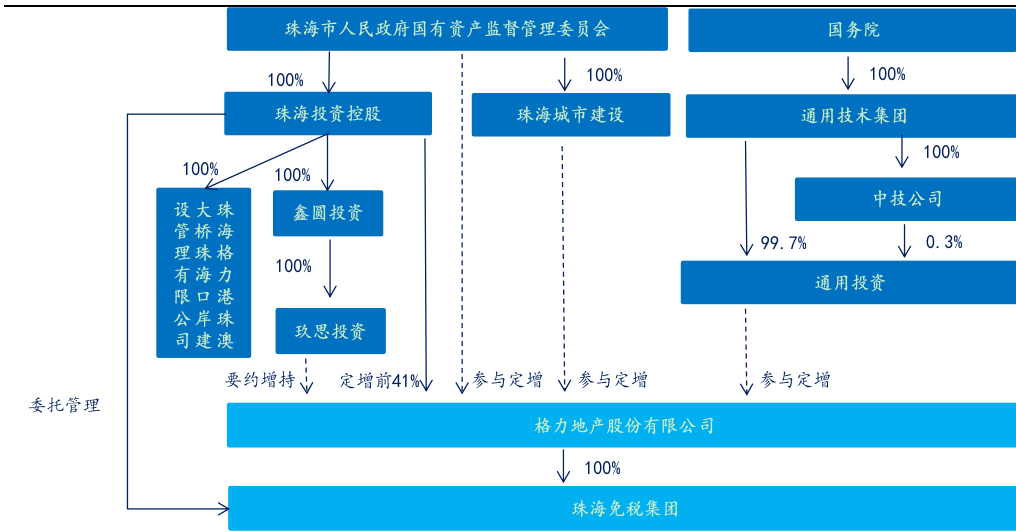 珠海市人民政府国有资产监督管理委员会
国务院
100%
100%
100%
珠海投资控股
珠海城市建设
通用技术集团
100%
100%
100%
珠海格力港珠澳
大桥珠海口岸建
设管理有限公司
鑫圆投资
中技公司
100%
99.7%
0.3%
通用投资
玖思投资
要约增持
定增前41%
参与定增
参与定增
参与定增
委托管理
格力地产股份有限公司
100%
珠海免税集团